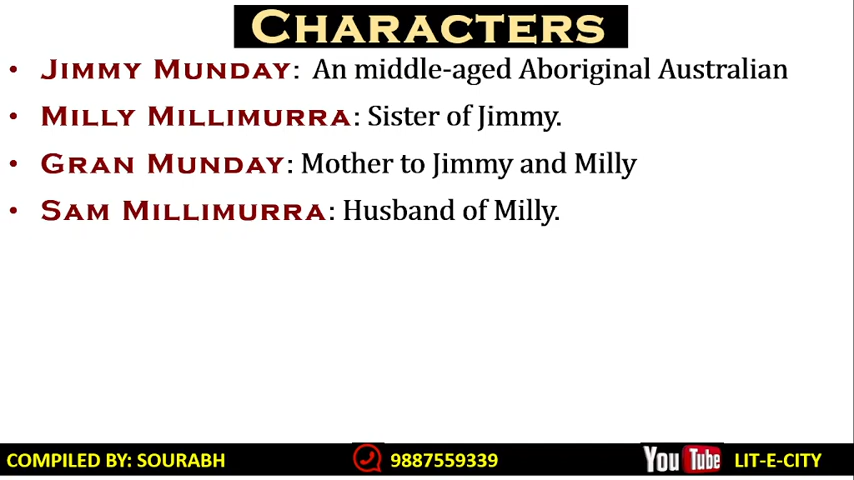 CHARACTERS
• JIMMY MUNDAY: An middle-aged Aboriginal Australian
• MILLY MILLIMURRA: Sister of Jimmy.
• GRAN MUNDAY: Mother to Jimmy and Milly
• SAM MILLIMURRA: Husband of Milly.
COMPILED BY: SOURABH 9887559339 YouTube LIT-E-CITY